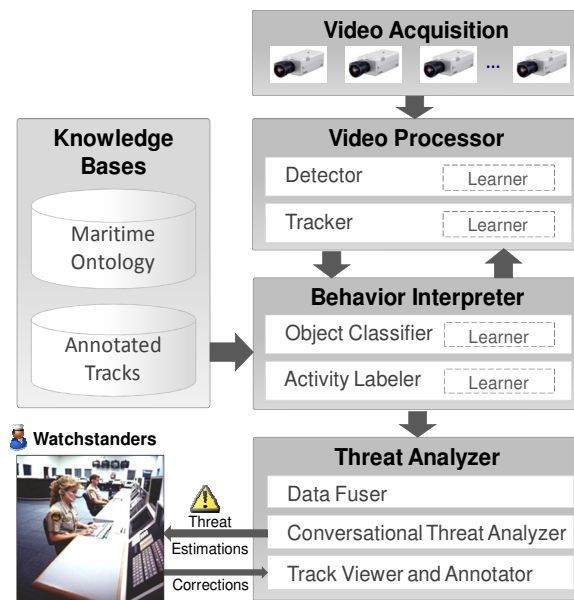 Video Acquisition
...
Knowledge
Bases
Maritime
Ontology
Annotated
Tracks
Video Processor
Detector
Learner
Tracker
Learner
Behavior Interpreter
Object Classifier
Learner
Activity Labeler
Learner
Watchstanders
Threat
Estimations
Corrections
Threat Analyzer
Data Fuser
Conversational Threat Analyzer
Track Viewer and Annotator